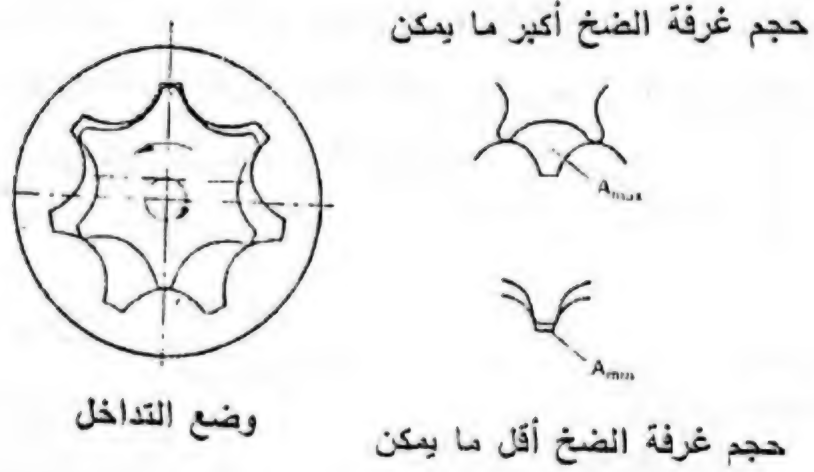 حجم غرفة الضخ أكبر ما يمكن
Amax
Amin
وضع التداخل
حجم غرفة الضخ أقل ما يمكن